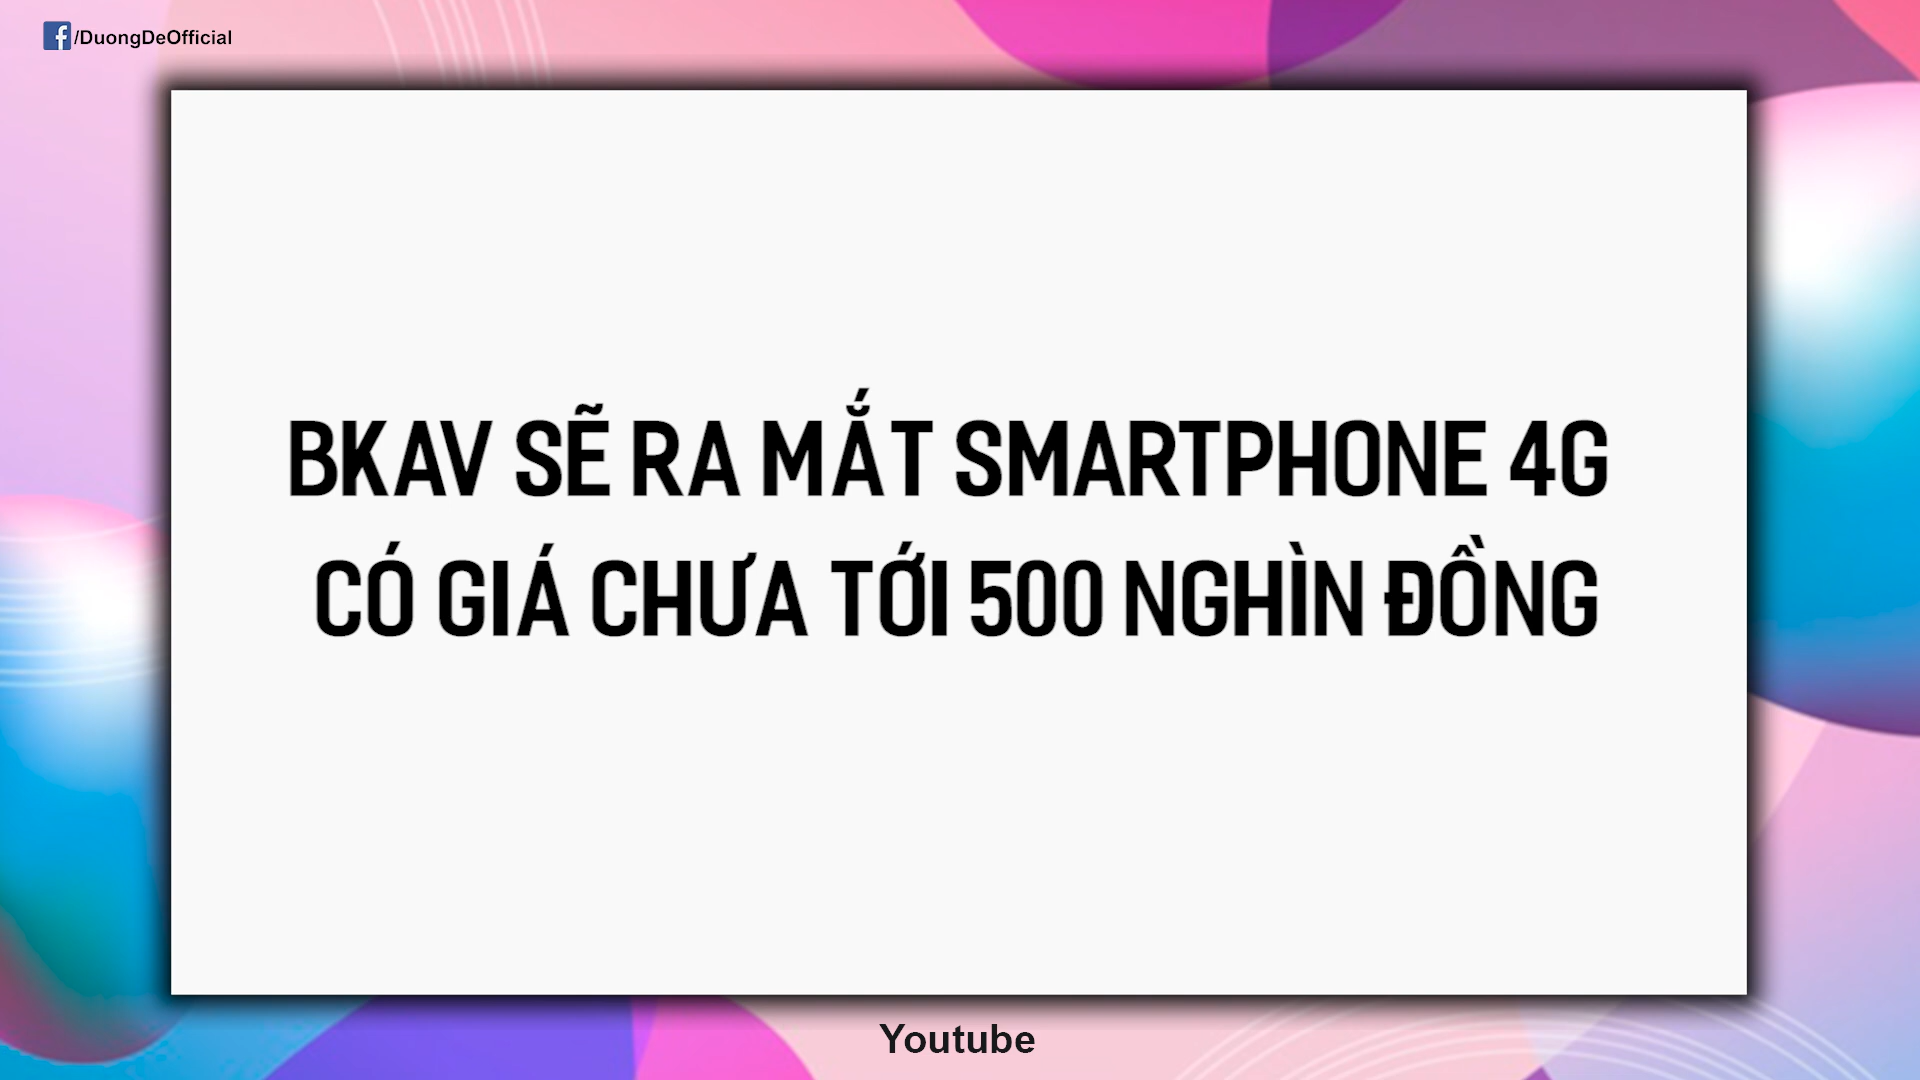 /DuongDeOfficial
BKAV SẼ RA MẮT SMARTPHONE 4G
CÓ GIÁ CHƯA TỚI 500 NGHÌN ĐỒNG
Youtube